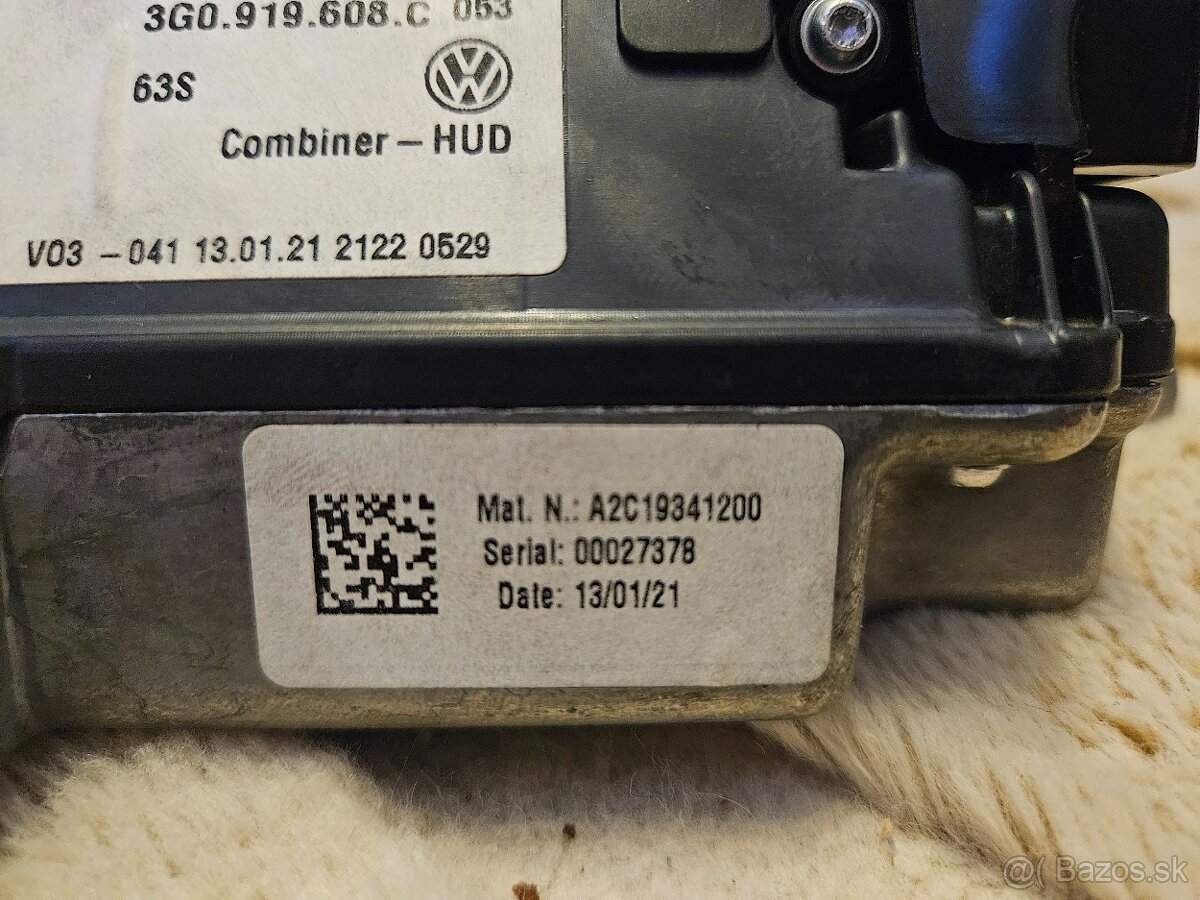 3G0.919.608.C 053
63S
Combiner - HUD
V03 - 041 13.01.21 2122 0529
Mat. N.: A2C19341200
Serial: 00027378
Date: 13/01/21
@( Bazos.sk